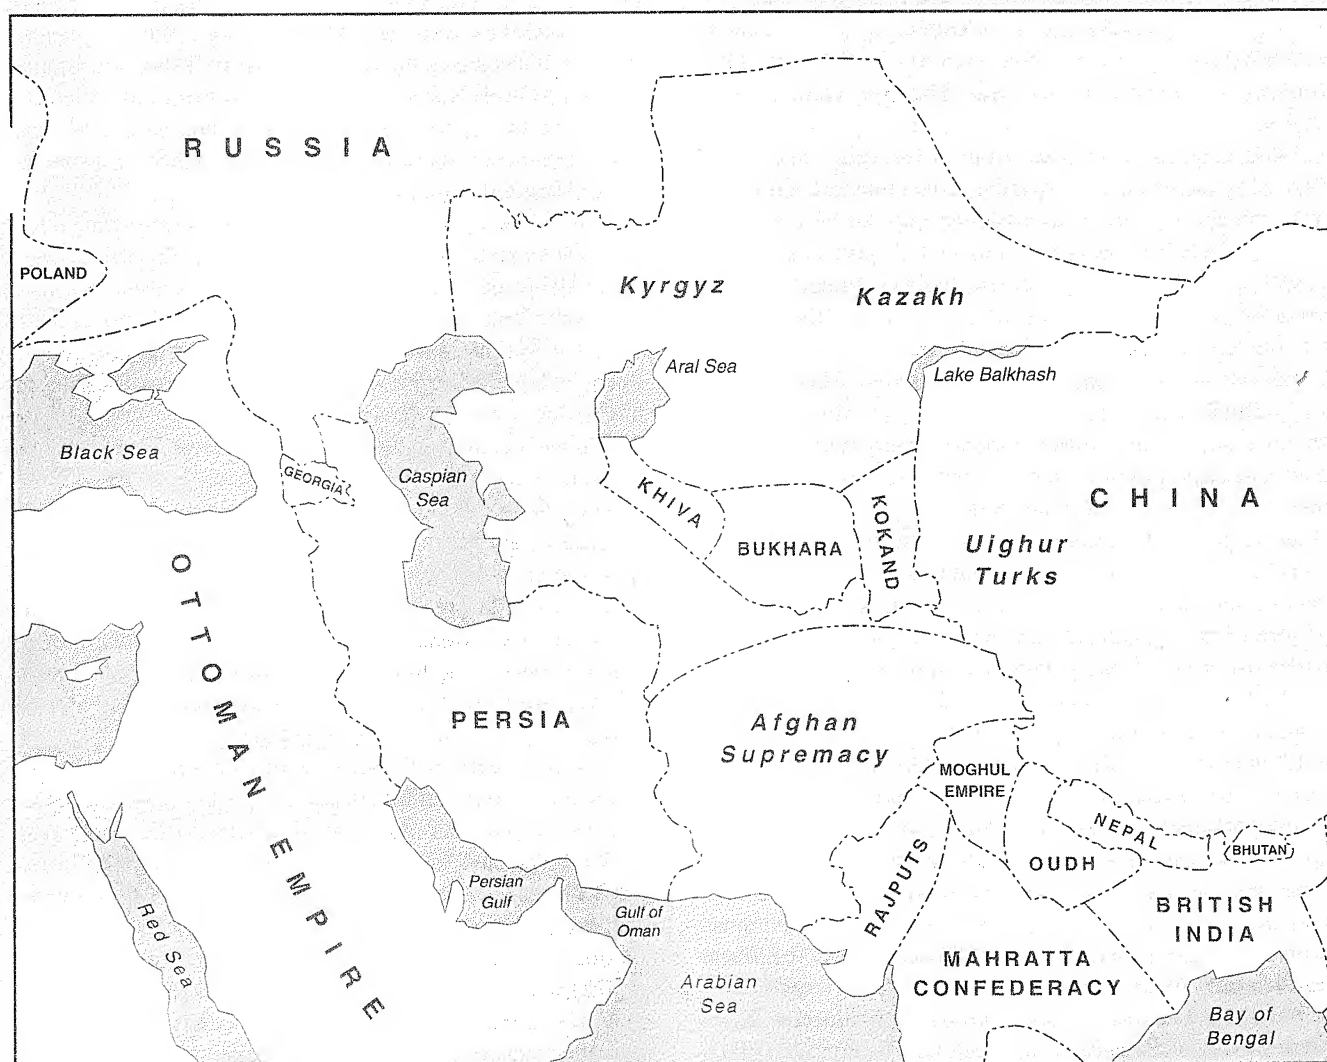 RUSSIA
POLAND
Kyrgyz
Kazakh
Aral Sea
Lake Balkhash
Black Sea
GEORGIA
Caspian
Sea
KHIVA
BUKHARA
KOKAND
CHINA
Uighur
Turks
OTTOMAN EMPIRE
PERSIA
Afghan
Supremacy
MOGHUL
EMPIRE
NEPAL
BHUTAN
OUDH
RAJPUTS
Persian
Gulf
Gulf of
Oman
Red Sea
BRITISH
INDIA
MAHRATTA
CONFEDERACY
Arabian
Sea
Bay of
Bengal